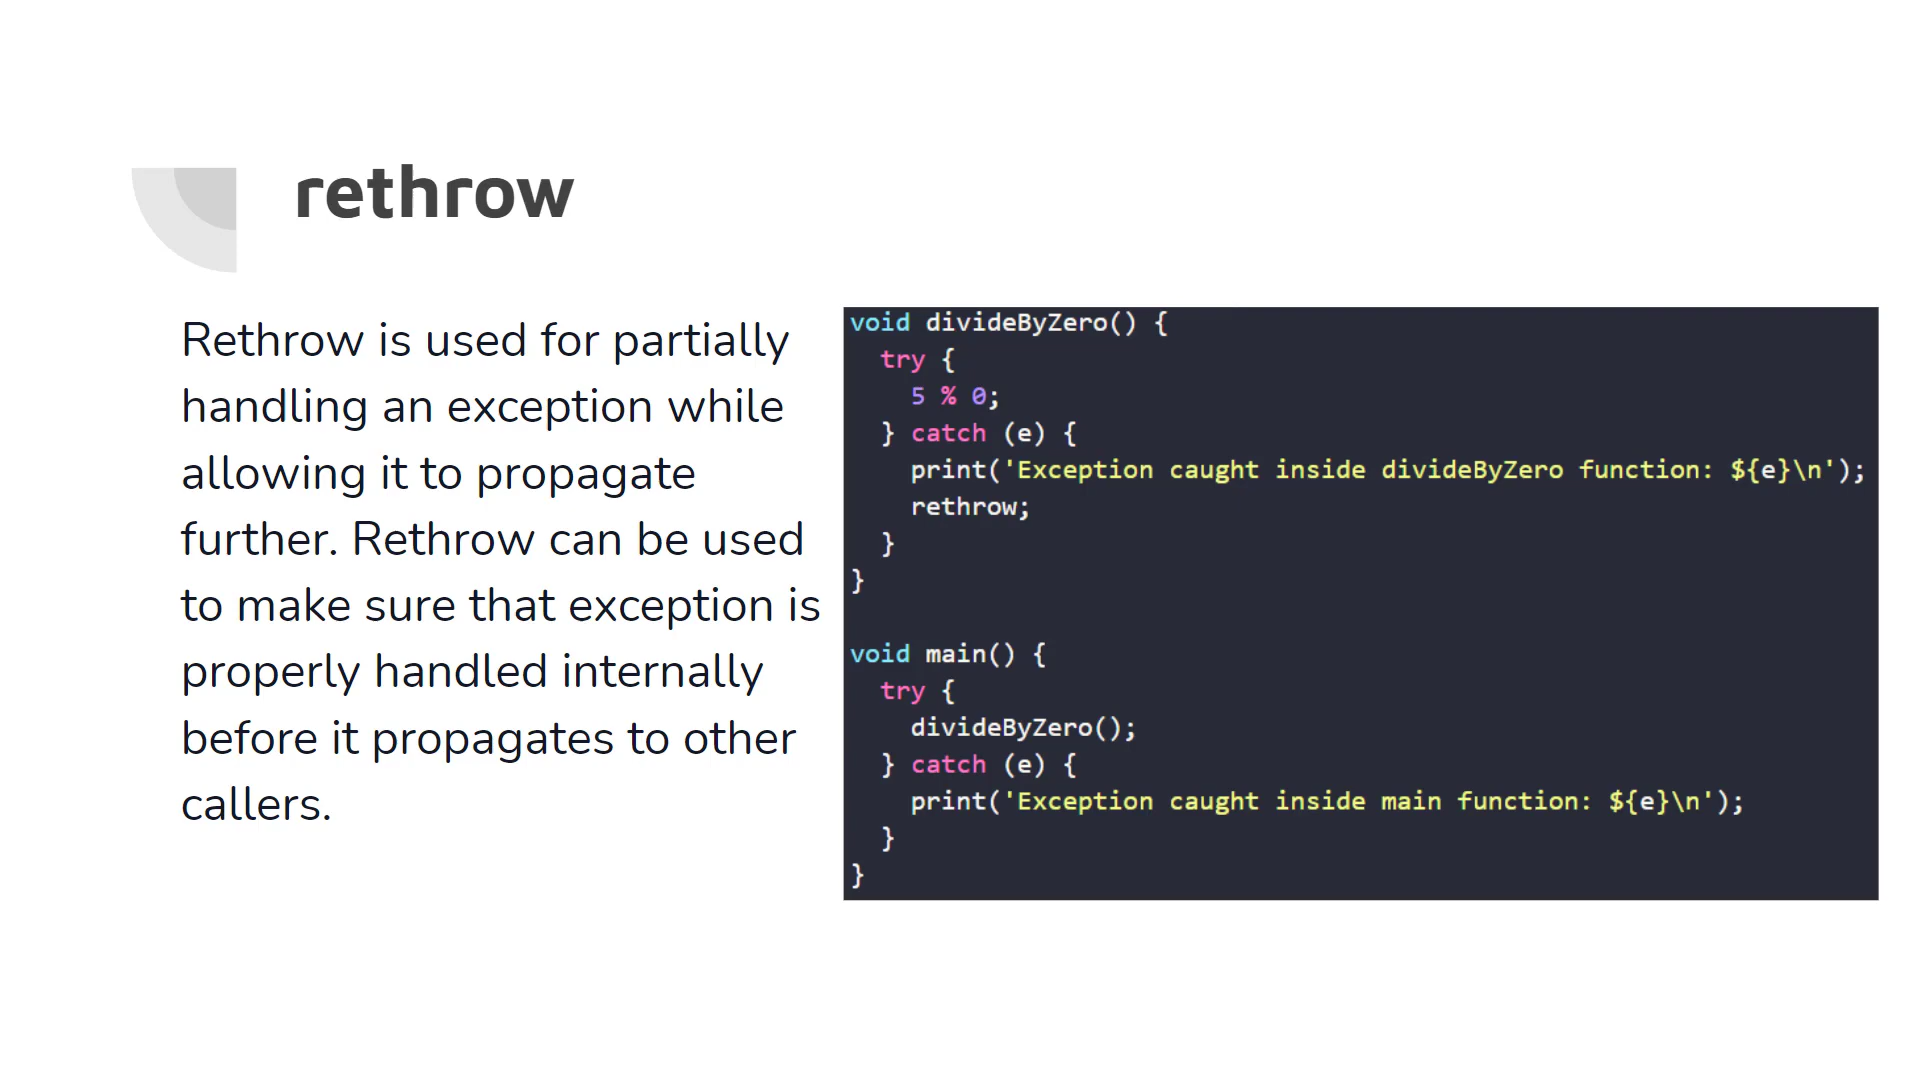 rethrow
Rethrow is used for partially
handling an exception while
allowing it to propagate
further. Rethrow can be used
to make sure that exception is
properly handled internally
before it propagates to other
callers.
void divideByZero() {
  try {
    5 % 0;
  } catch (e) {
    print('Exception caught inside divideByZero function: ${e}\n');
    rethrow;
  }
}
void main() {
  try {
    divideByZero();
  } catch (e) {
    print('Exception caught inside main function: ${e}\n');
  }
}